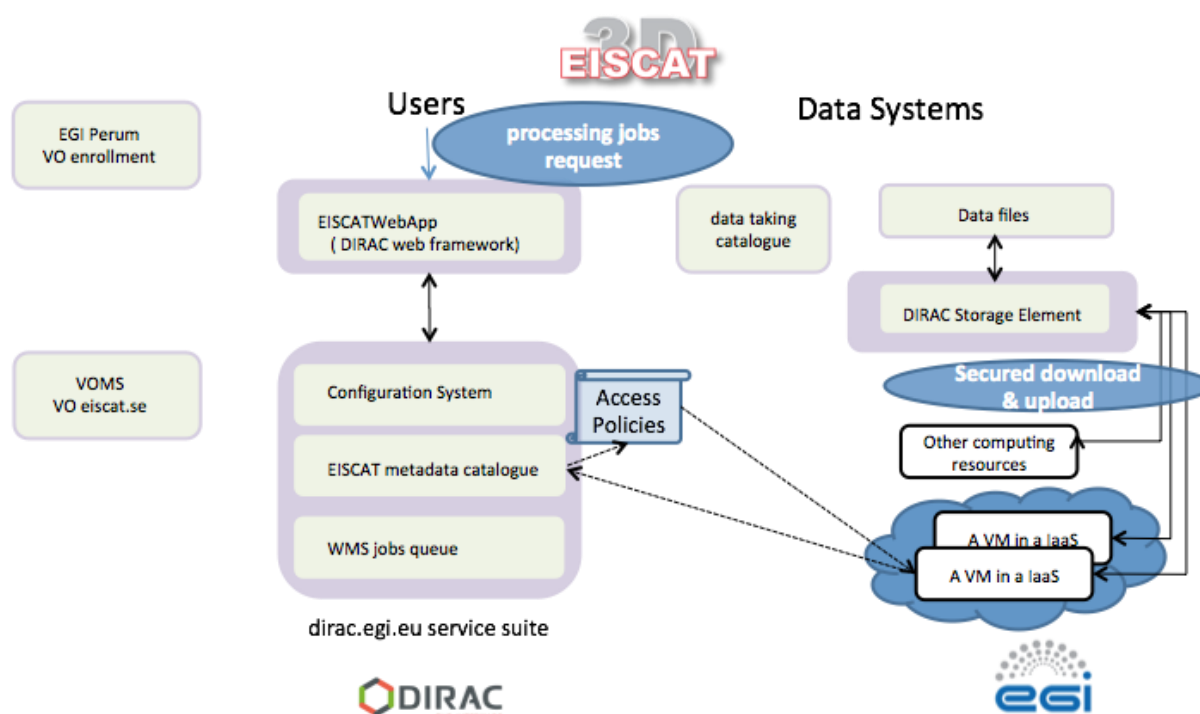 3D
EISCAT
Users
Data Systems
processing jobs
request
EGI Perum
VO enrollment
EISCATWebApp
( DIRAC web framework)
data taking
catalogue
Data files
DIRAC Storage Element
VOMS
VO eiscat.se
Configuration System
Access
Policies
Secured download
& upload
EISCAT metadata catalogue
Other computing
resources
WMS jobs queue
A VM in a IaaS
A VM in a IaaS
dirac.egi.eu service suite
DIRAC
egi